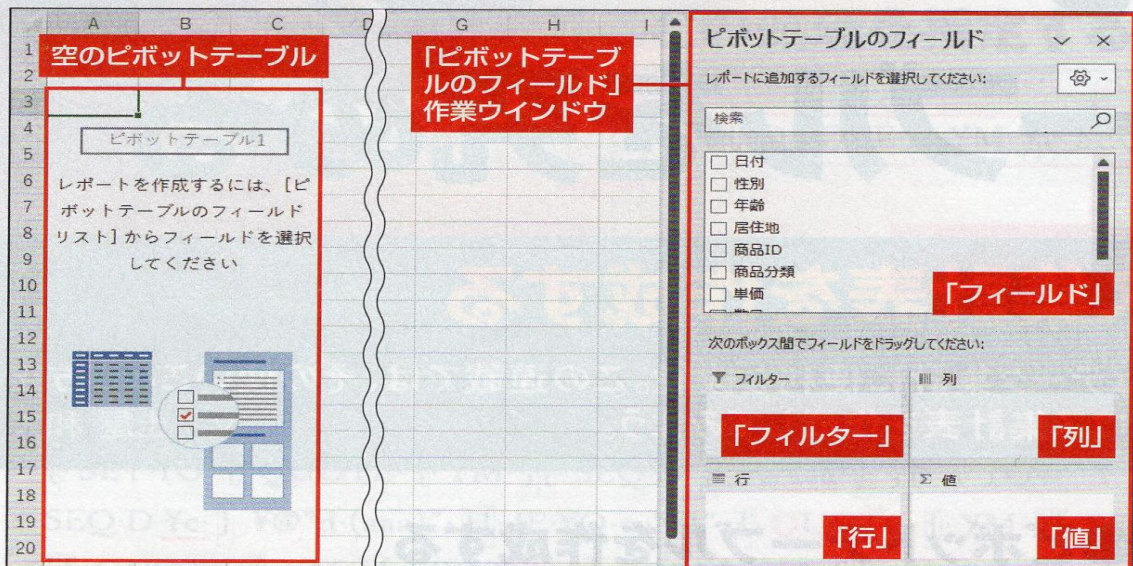 A B C G H I
1
2
3
4
5
6
7
8
9
10
11
12
13
14
15
16
17
18
19
20
空のピボットテーブル
ピボットテーブル1
レポートを作成するには、[ピ
ボットテーブルのフィールド
リスト]からフィールドを選択
してください
「ピボットテーブ
ルのフィールド」
作業ウインドウ
ピボットテーブルのフィールド
レポートに追加するフィールドを選択してください:
検索
日付
性別
年齢
居住地
商品ID
商品分類
単価
「フィールド」
次のボックス間でフィールドをドラッグしてください:
フィルター
列
「フィルター」
「列」
行
Σ 値
「行」
「値」